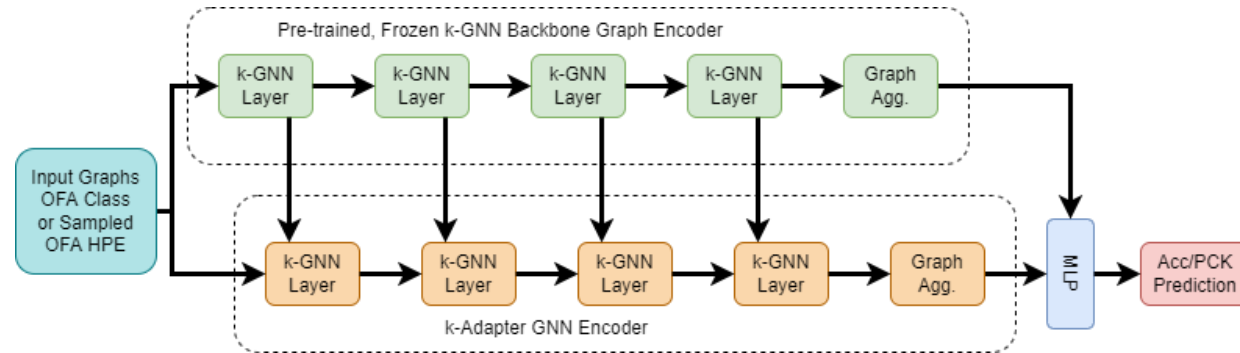 Pre-trained, Frozen k-GNN Backbone Graph Encoder
k-GNN
Layer
k-GNN
Layer
k-GNN
Layer
k-GNN
Layer
Graph
Agg.
Input Graphs
OFA Class
or Sampled
OFA HPE
k-GNN
Layer
k-GNN
Layer
k-GNN
Layer
k-GNN
Layer
Graph
Agg.
MLP
Acc/PCK
Prediction
k-Adapter GNN Encoder